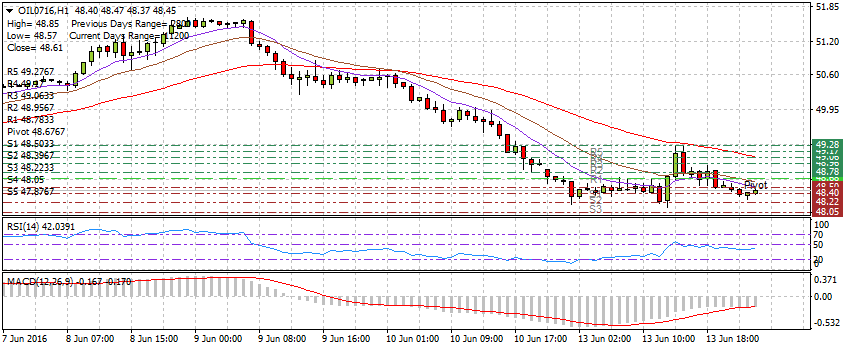 OIL0716,H1 48.40 48.47 48.37 48.45
High= 48.85 Previous Days Range=
Low= 48.57 Current Days Range=
Close= 48.61
R5 49.2767
R3 49.0633
R2 48.9567
R1 48.7833
Pivot 48.6767
S1 48.5033
S2 48.3967
S3 48.2233
S4 48.05
S5 47.8767
Pivot
S2
S3
51.85
51.20
50.60
49.95
49.28
48.78
48.40
48.22
48.05
RSI(14) 42.0391
100
70
50
20
0
MACD(12,26,9) -0.167 -0.170
0.371
0.00
-0.532
7 Jun 2016
8 Jun 07:00
8 Jun 15:00
9 Jun 00:00
9 Jun 08:00
9 Jun 16:00
10 Jun 01:00
10 Jun 09:00
10 Jun 17:00
13 Jun 02:00
13 Jun 10:00
13 Jun 18:00